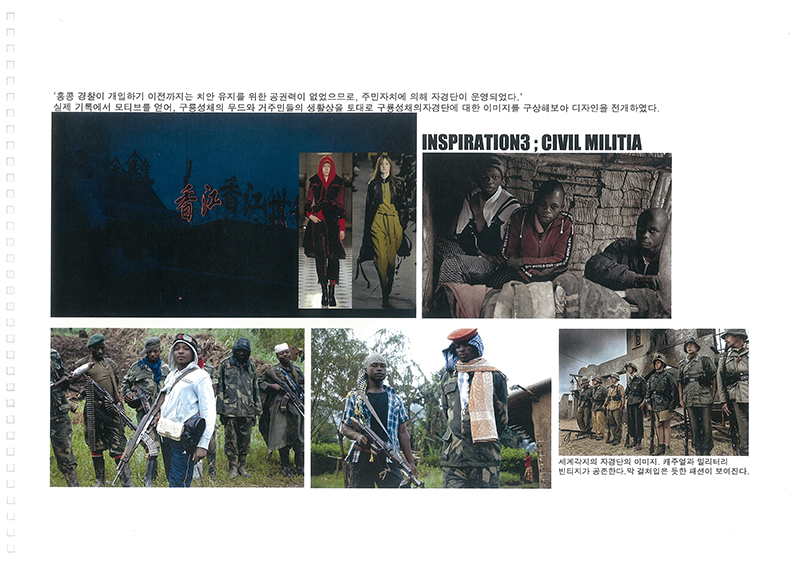 '홍콩 경찰이 개입하기 이전까지는 치안 유지를 위한 공권력이 없었으므로, 주민자치에 의해 자경단이 운영되었다.'
실제 기록에서 모티브를 얻어, 구룡성채의 무드와 거주민들의 생활상을 토대로 구룡성채의자경단에 대한 이미지를 구상해보아 디자인을 전개하였다.
INSPIRATION3 ; CIVIL MILITIA
香江香江
세계각지의 자경단의 이미지. 캐주얼과 밀리터리
빈티지가 공존한다.막 걸쳐입은 듯한 패션이 보여진다.